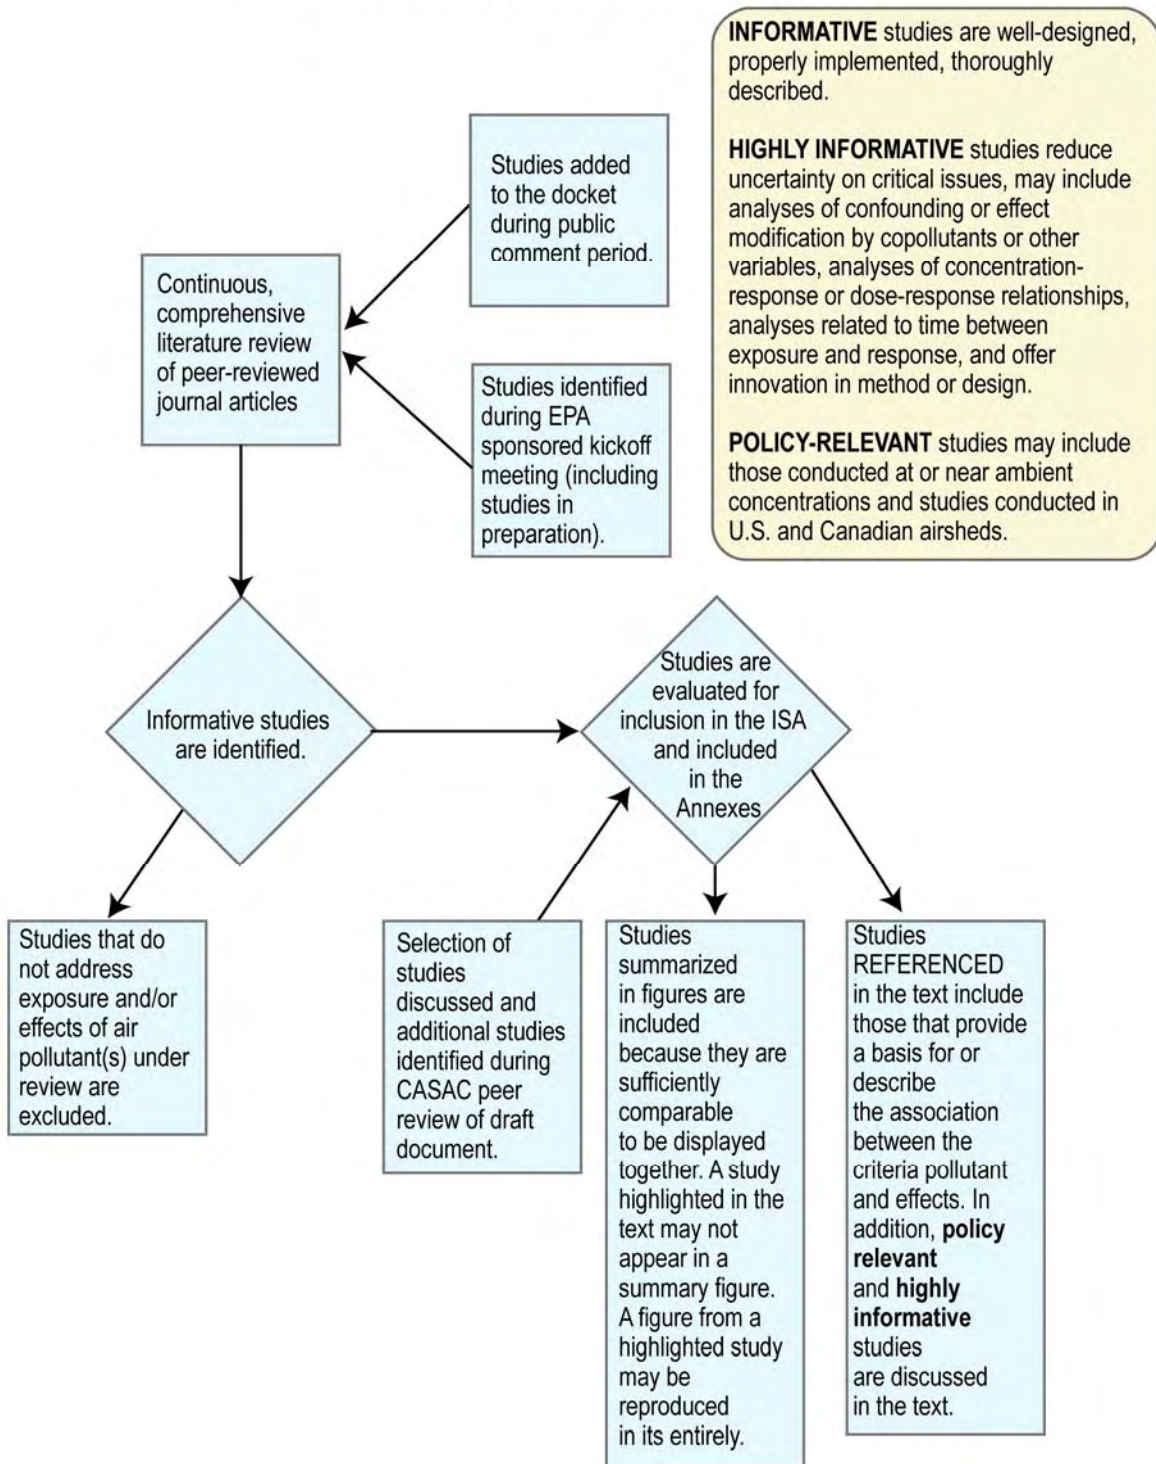 INFORMATIVE studies are well-designed,
properly implemented, thoroughly
described.
HIGHLY INFORMATIVE studies reduce
uncertainty on critical issues, may include
analyses of confounding or effect
modification by copollutants or other
variables, analyses of concentration-
response or dose-response relationships,
analyses related to time between
exposure and response, and offer
innovation in method or design.
POLICY-RELEVANT studies may include
those conducted at or near ambient
concentrations and studies conducted in
U.S. and Canadian airsheds.
Studies added
to the docket
during public
comment period.
Continuous,
comprehensive
literature review
of peer-reviewed
journal articles
Studies identified
during EPA
sponsored kickoff
meeting (including
studies in
preparation).
Informative studies
are identified.
Studies are
evaluated for
inclusion in the ISA
and included
in the
Annexes
Studies that do
not address
exposure and/or
effects of air
pollutant(s) under
review are
excluded.
Selection of
studies
discussed and
additional studies
identified during
CASAC peer
review of draft
document.
Studies
summarized
in figures are
included
because they are
sufficiently
comparable
to be displayed
together. A study
highlighted in the
text may not
appear in a
summary figure.
A figure from a
highlighted study
may be
reproduced
in its entirely.
Studies
REFERENCED
in the text include
those that provide
a basis for or
describe
the association
between the
criteria pollutant
and effects. In
addition, policy
relevant
and highly
informative
studies
are discussed
in the text.